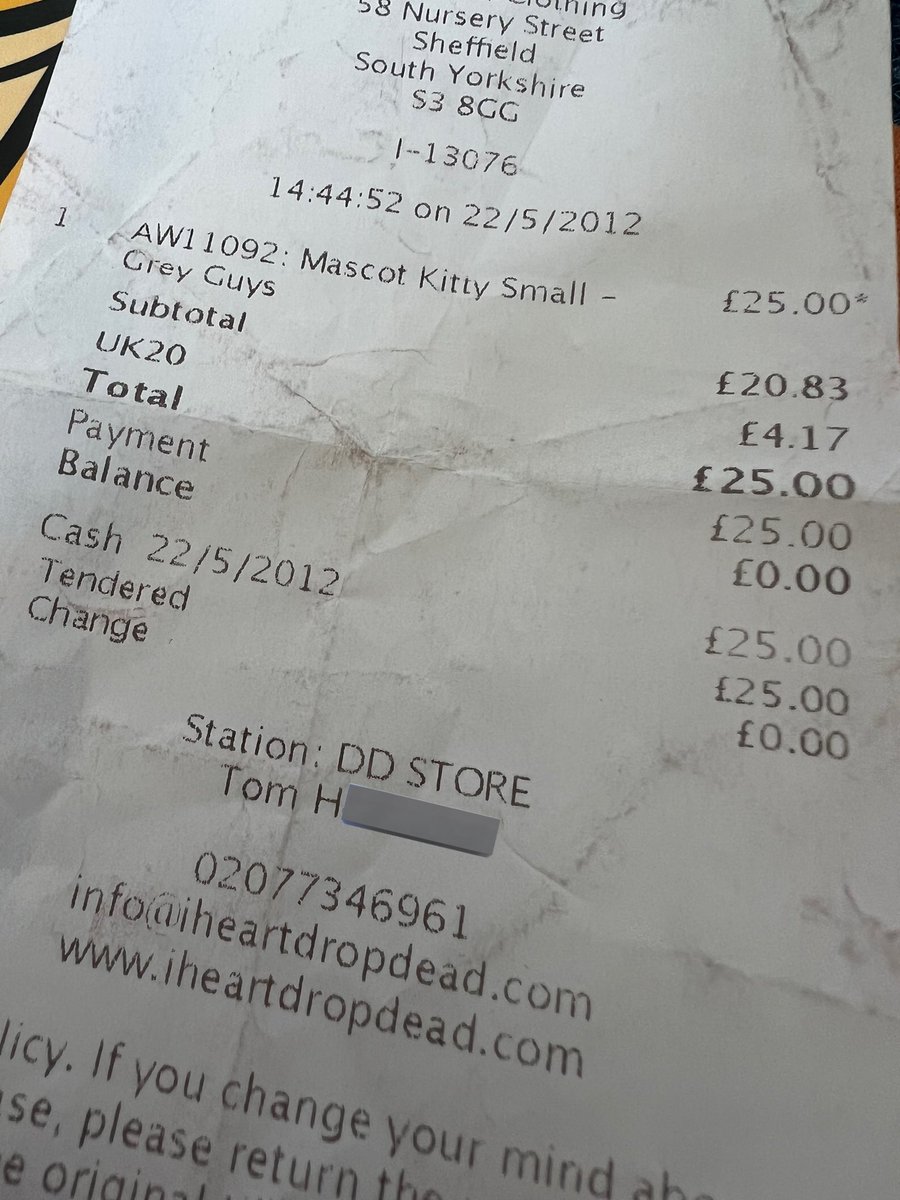 Clothing
58 Nursery Street
Sheffield
South Yorkshire
S3 8GG
I-13076
14:44:52 on 22/5/2012
1 AW11092: Mascot Kitty Small - £25.00*
Grey Guys
Subtotal £20.83
UK20 £4.17
Total £25.00
Payment £25.00
Balance £0.00
Cash 22/5/2012 £25.00
Tendered £25.00
Change £0.00
Station: DD STORE
Tom H
02077346961
info@iheartdropdead.com
www.iheartdropdead.com
If you change your mind
please return the
original